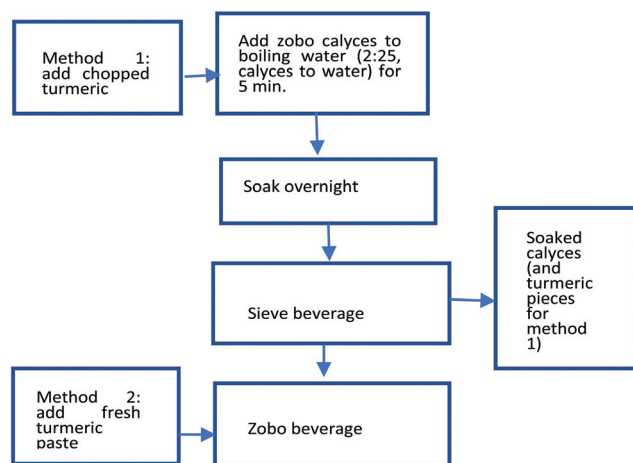 Method 1:
add chopped
turmeric
Add zobo calyces to
boiling water (2:25,
calyces to water) for
5 min.
Soak overnight
Soaked
calyces
(and
turmeric
pieces
for
method
1)
Sieve beverage
Method 2:
add fresh
turmeric
paste
Zobo beverage